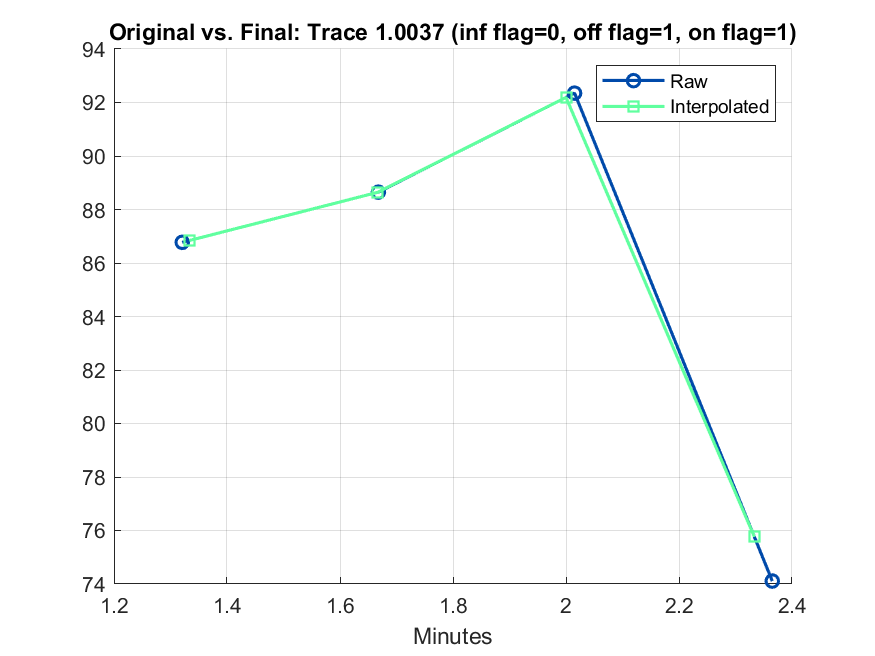 Original vs. Final: Trace 1.0037 (inf flag=0, off flag=1, on flag=1)
94
92
90
88
86
84
82
80
78
76
74
Raw
Interpolated
1.2 1.4 1.6 1.8 2 2.2 2.4
Minutes